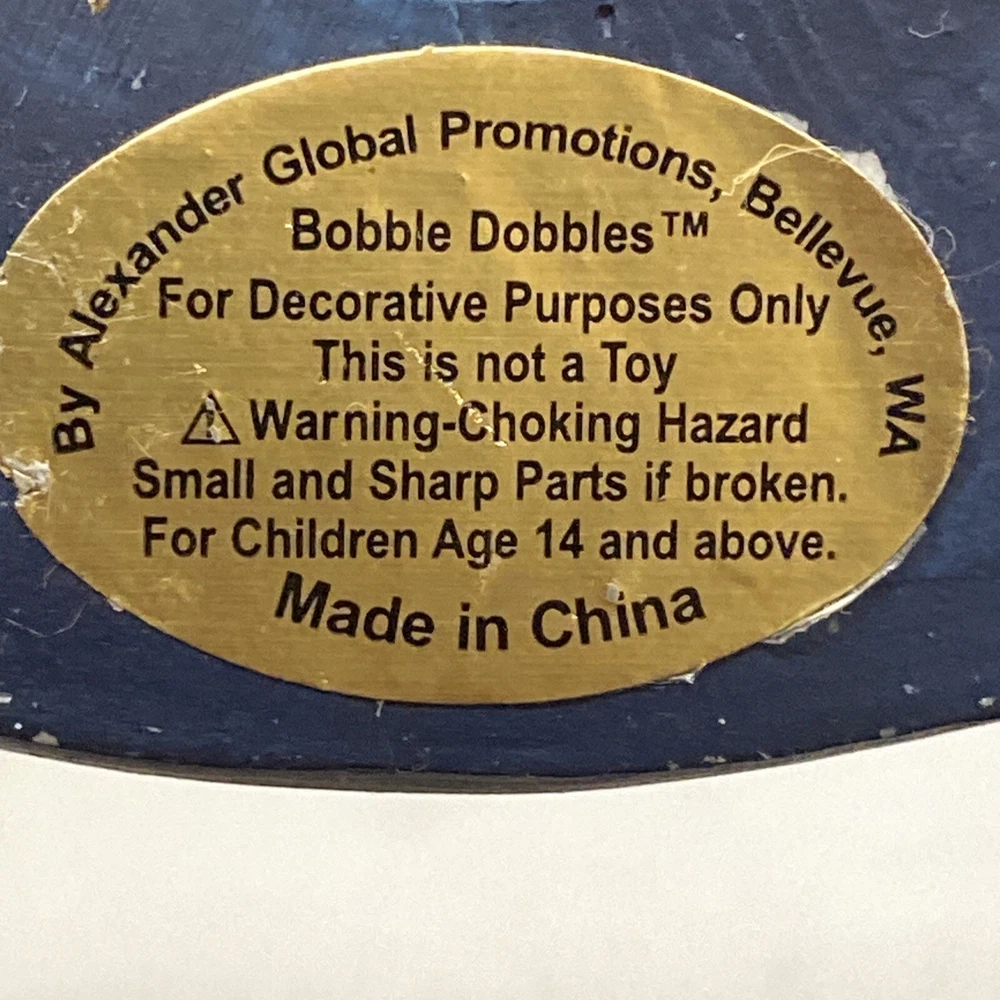 By Alexander Global Promotions, Bellevue, WA
Bobble Dobbles™
For Decorative Purposes Only
This is not a Toy
⚠ Warning-Choking Hazard
Small and Sharp Parts if broken.
For Children Age 14 and above.
Made in China